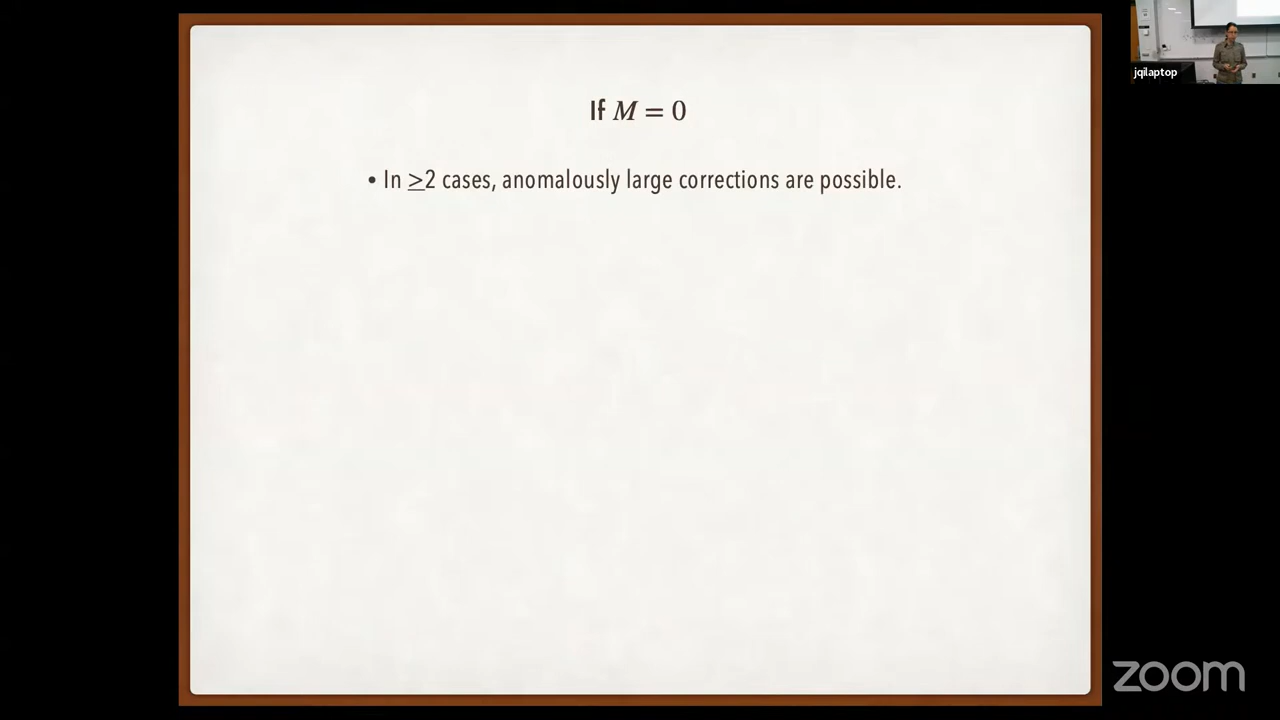 If M = 0
• In ≥2 cases, anomalously large corrections are possible.
jqilaptop
zoom